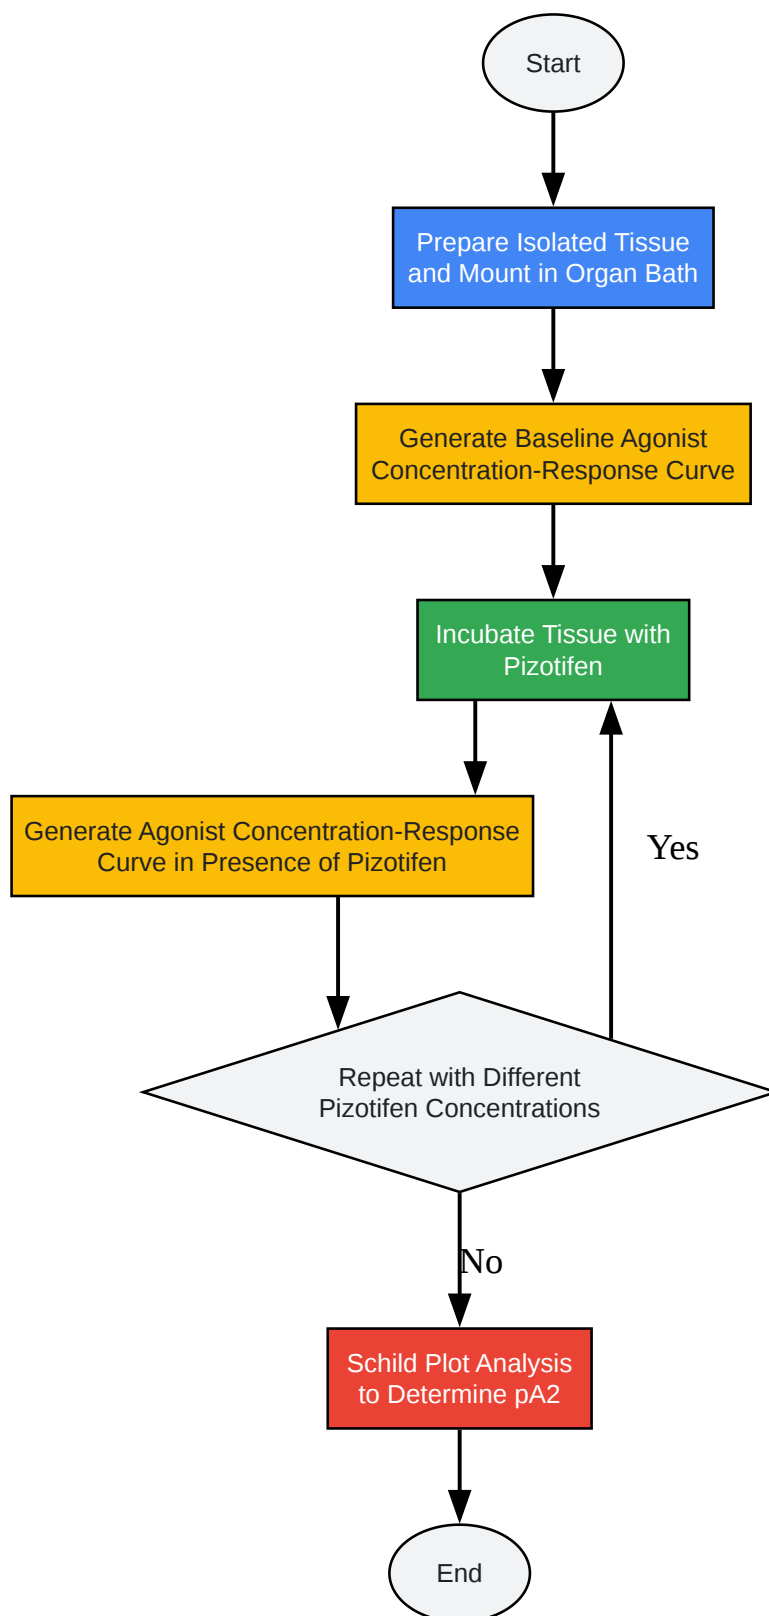 Start
Prepare Isolated Tissue
and Mount in Organ Bath
Generate Baseline Agonist
Concentration-Response Curve
Incubate Tissue with
Pizotifen
Generate Agonist Concentration-Response
Curve in Presence of Pizotifen
Yes
Repeat with Different
Pizotifen Concentrations
No
Schild Plot Analysis
to Determine pA2
End